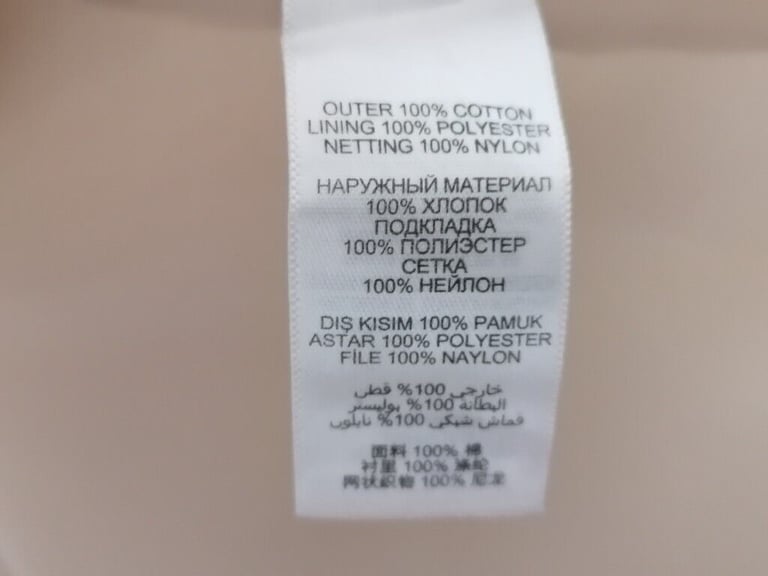 OUTER 100% COTTON
LINING 100% POLYESTER
NETTING 100% NYLON
НАРУЖНЫЙ МАТЕРИАЛ
100% ХЛОПОК
ПОДКЛАДКА
100% ПОЛИЭСТЕР
СЕТКА
100% НЕЙЛОН
DIŞ KISIM 100% PAMUK
ASTAR 100% POLYESTER
FİLE 100% NAYLON
خارجي 100% قطن
البطانة 100% بوليستر
قماش شبكي 100% نايلون
面料 100% 棉
衬里 100% 涤纶
网状织物 100% 尼龙